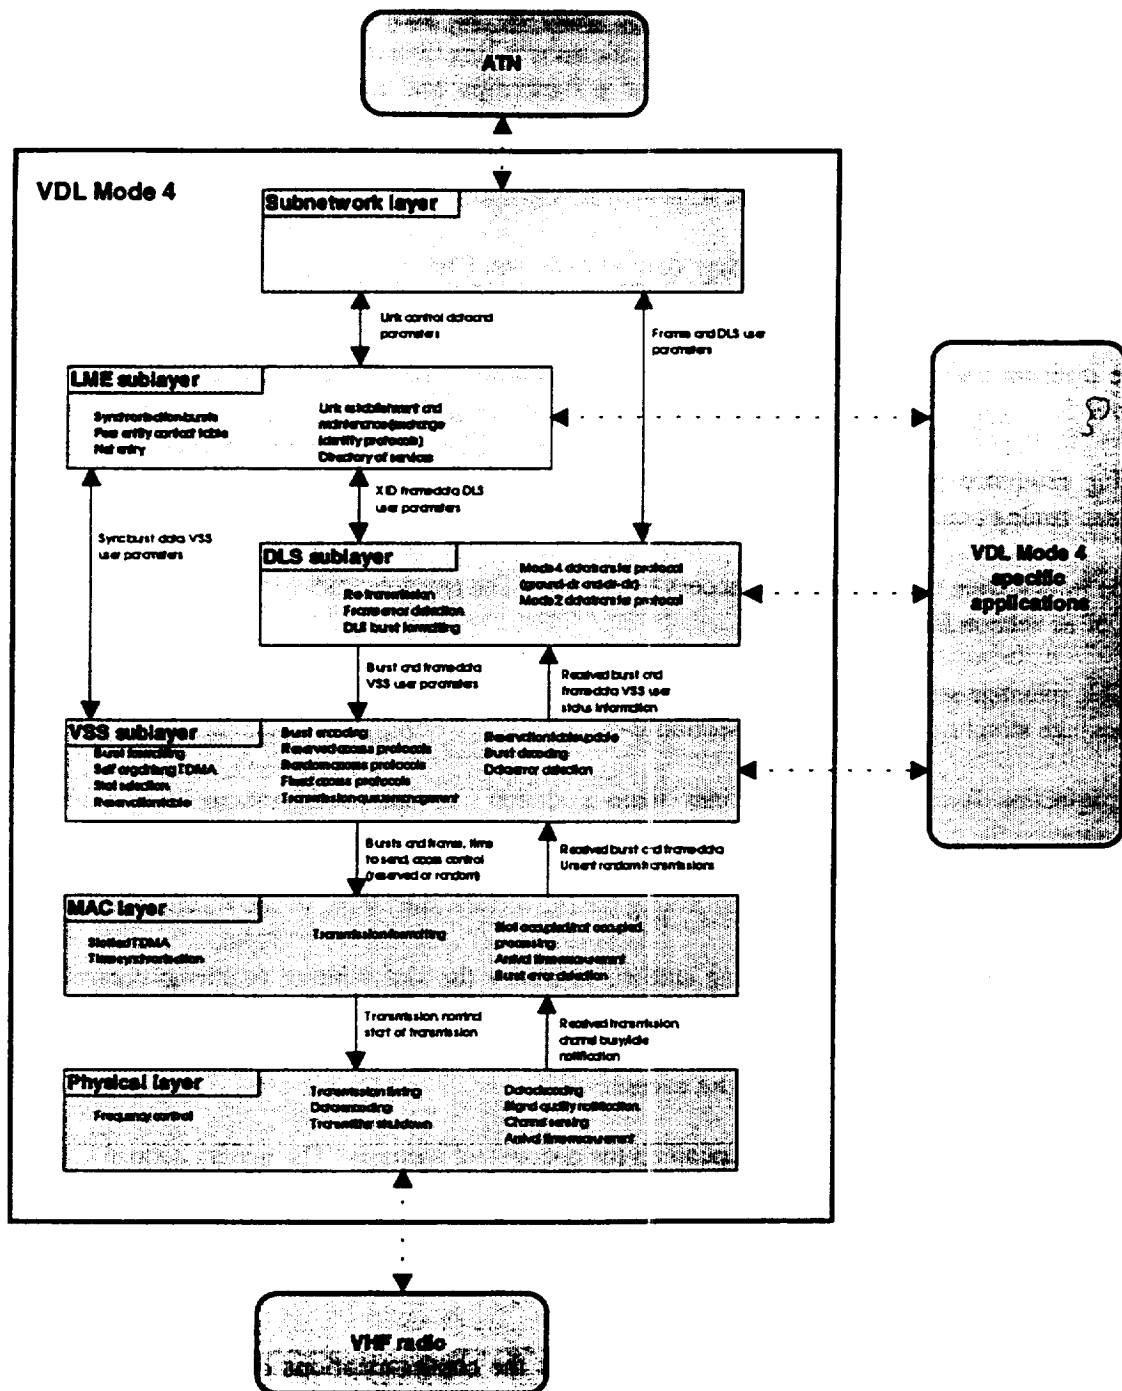 ATN
VDL Mode 4
Subnetwork layer
Link control data and
parameters
Frames and DLS user
parameters
LME sublayer
Synchronisation bursts
Peer entity contact table
Net entry
Link establishment and
maintenance (exchange
identity protocols)
Directory of services
XID frame data DLS
user parameters
Sync burst data VSS
user parameters
DLS sublayer
Re-transmission
Frame error detection
DLS burst formatting
Mode 4 data transfer protocol
(ground-air and air-air)
Mode 2 data transfer protocol
VDL Mode 4
specific
applications
Burst and frame data
VSS user parameters
Received burst and
frame data VSS user
status information
VSS sublayer
Burst formatting
Self organising TDMA
Slot selection
Reservation table
Burst encoding
Reserved access protocols
Random access protocols
Fixed access protocols
Transmission queue management
Reservation table update
Burst decoding
Data error detection
Bursts and frames, time
to send, access control
(reserved or random)
Received burst and frame data
Unsent random transmissions
MAC layer
Slotted TDMA
Time synchronisation
Transmission formatting
Slot occupied/not occupied
processing
Arrival time measurement
Burst error detection
Transmission, nominal
start of transmission
Received transmission,
channel busy/idle
notification
Physical layer
Frequency control
Transmission timing
Data encoding
Transmitter shutdown
Data decoding
Signal quality notification
Channel sensing
Arrival time measurement
VHF radio